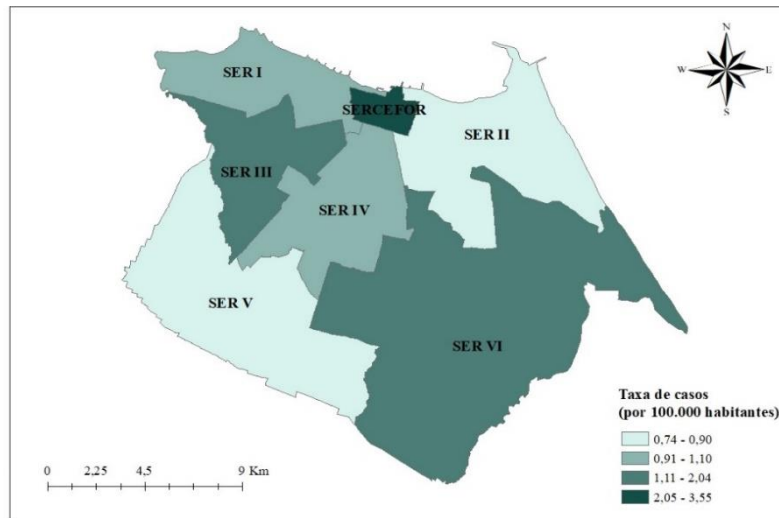 N
W E
S
SER I
SERCEFOR
SER II
SER III
SER IV
SER V
SER VI
Taxa de casos
(por 100.000 habitantes)
0,74 - 0,90
0,91 - 1,10
1,11 - 2,04
2,05 - 3,55
0 2,25 4,5 9 Km